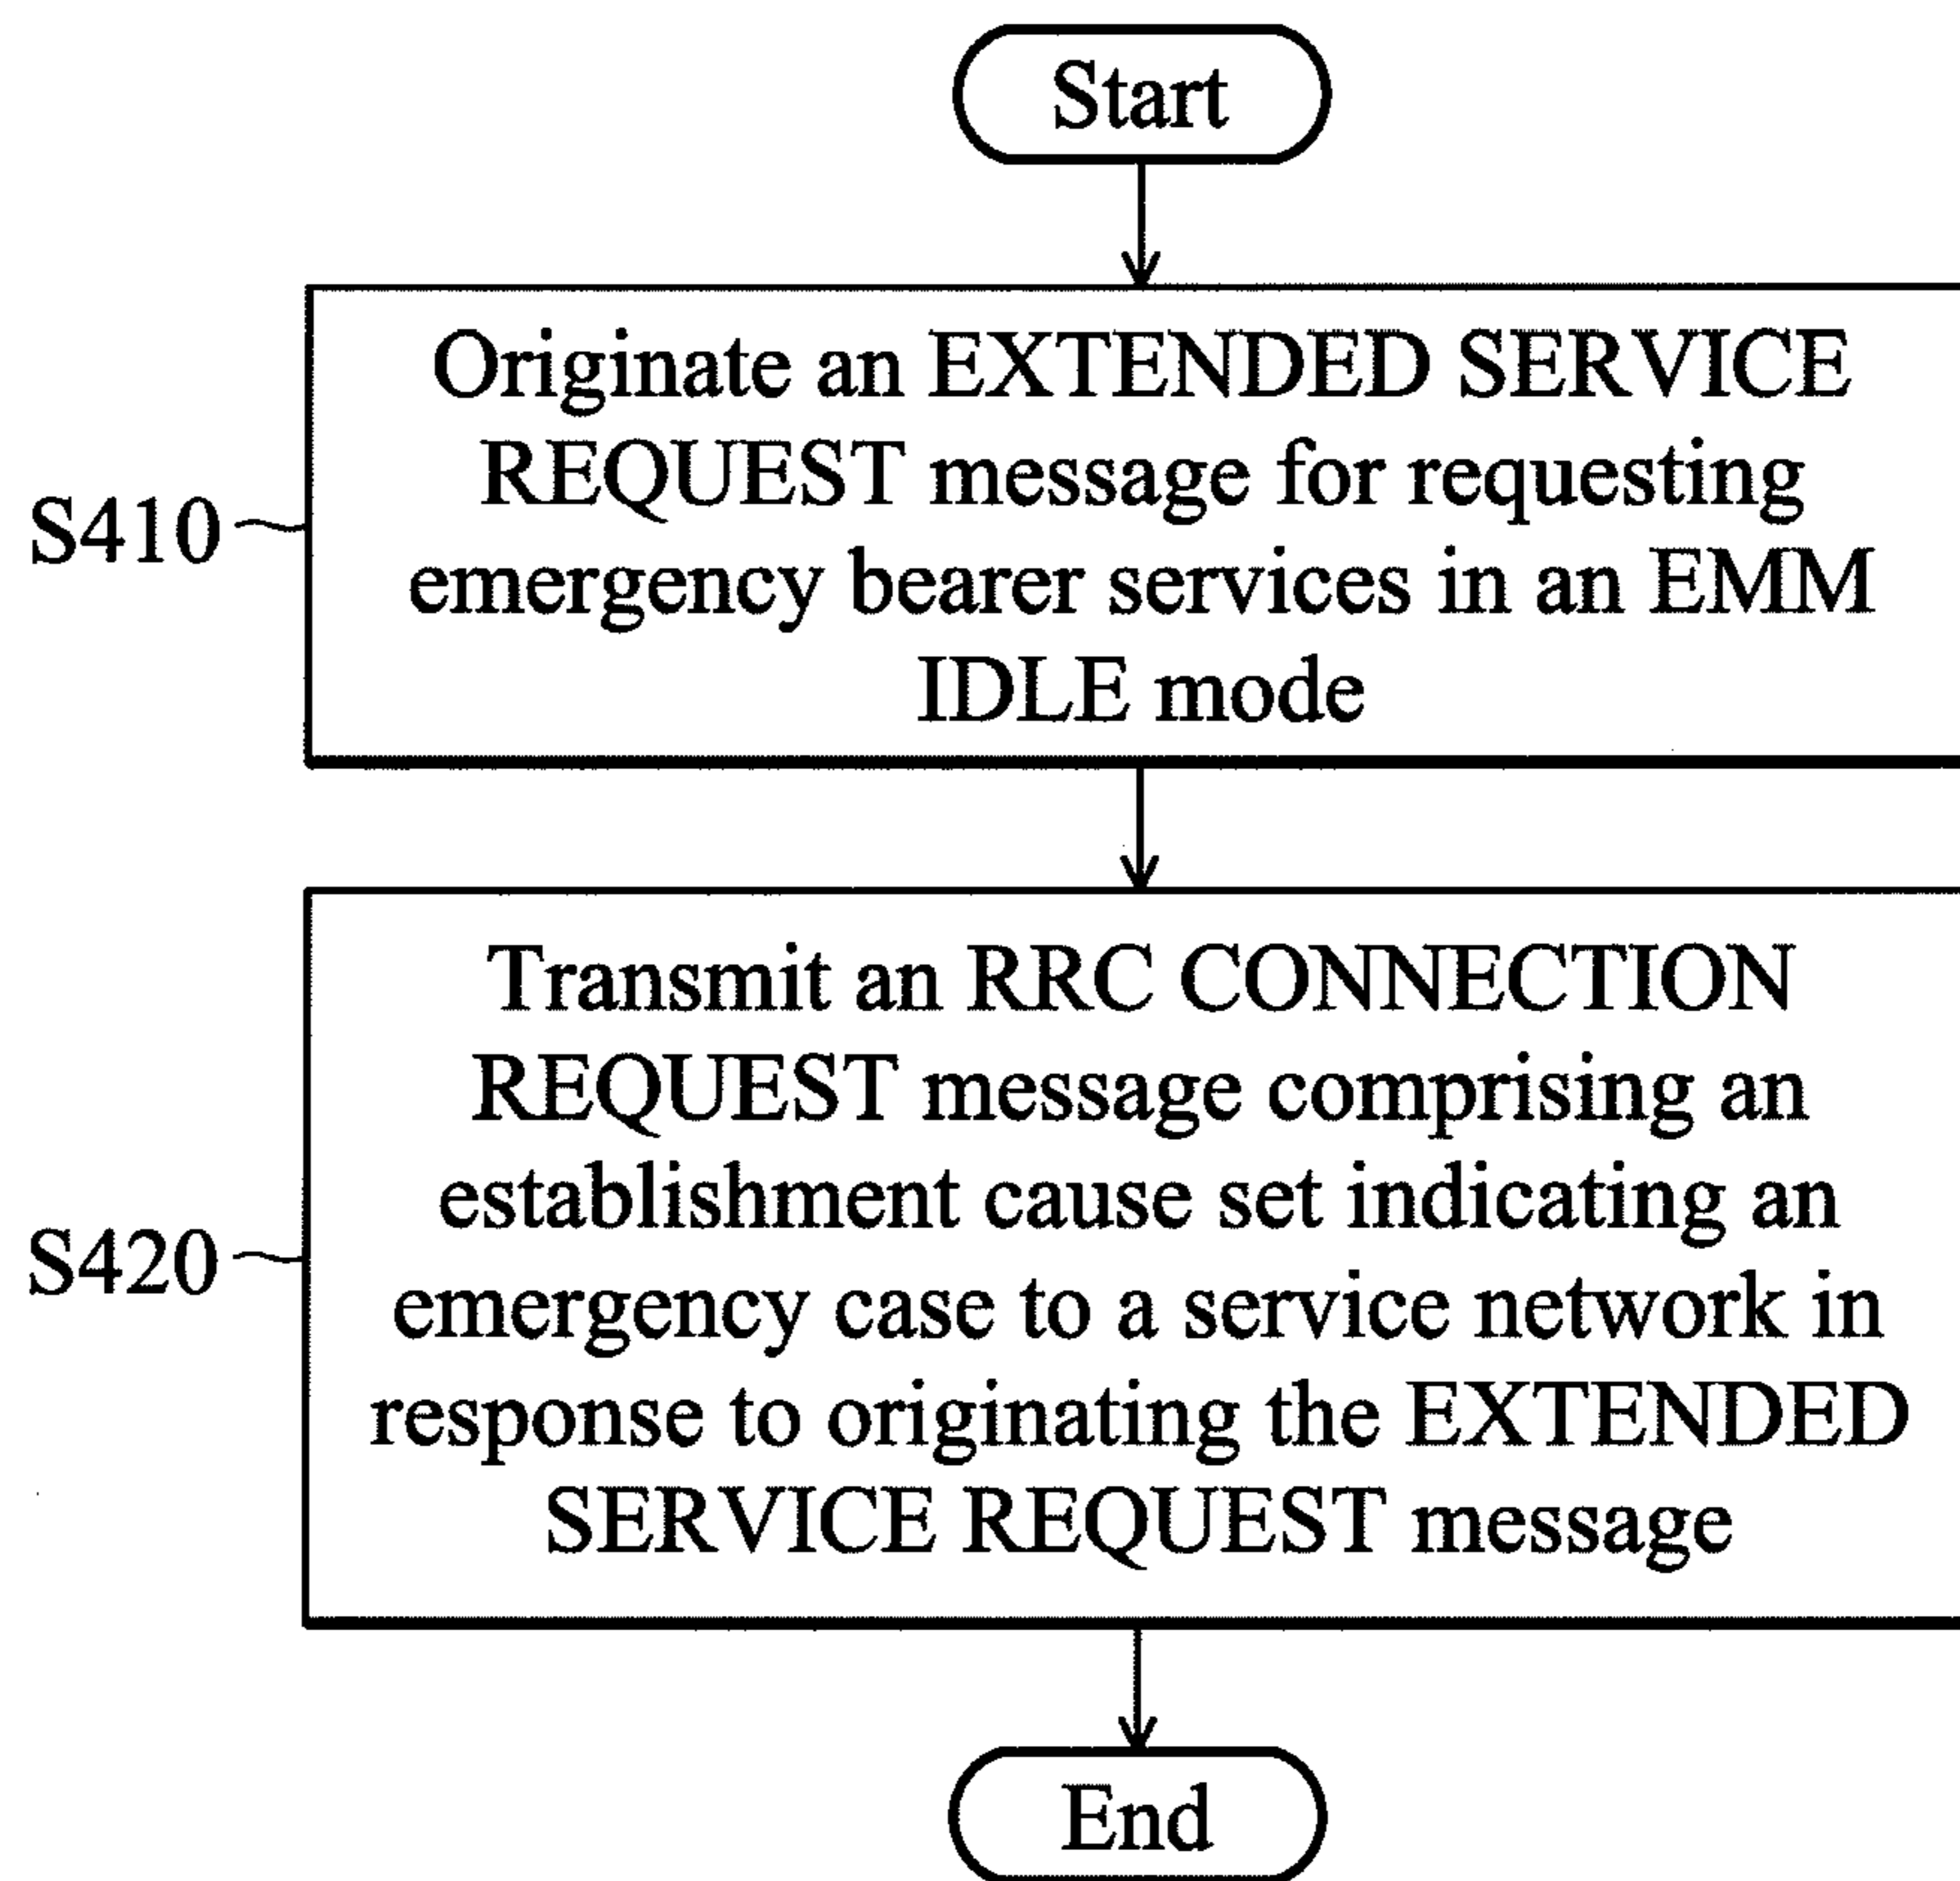 Start
Originate an EXTENDED SERVICE
REQUEST message for requesting
emergency bearer services in an EMM
IDLE mode
S410
Transmit an RRC CONNECTION
REQUEST message comprising an
establishment cause set indicating an
emergency case to a service network in
response to originating the EXTENDED
SERVICE REQUEST message
S420
End